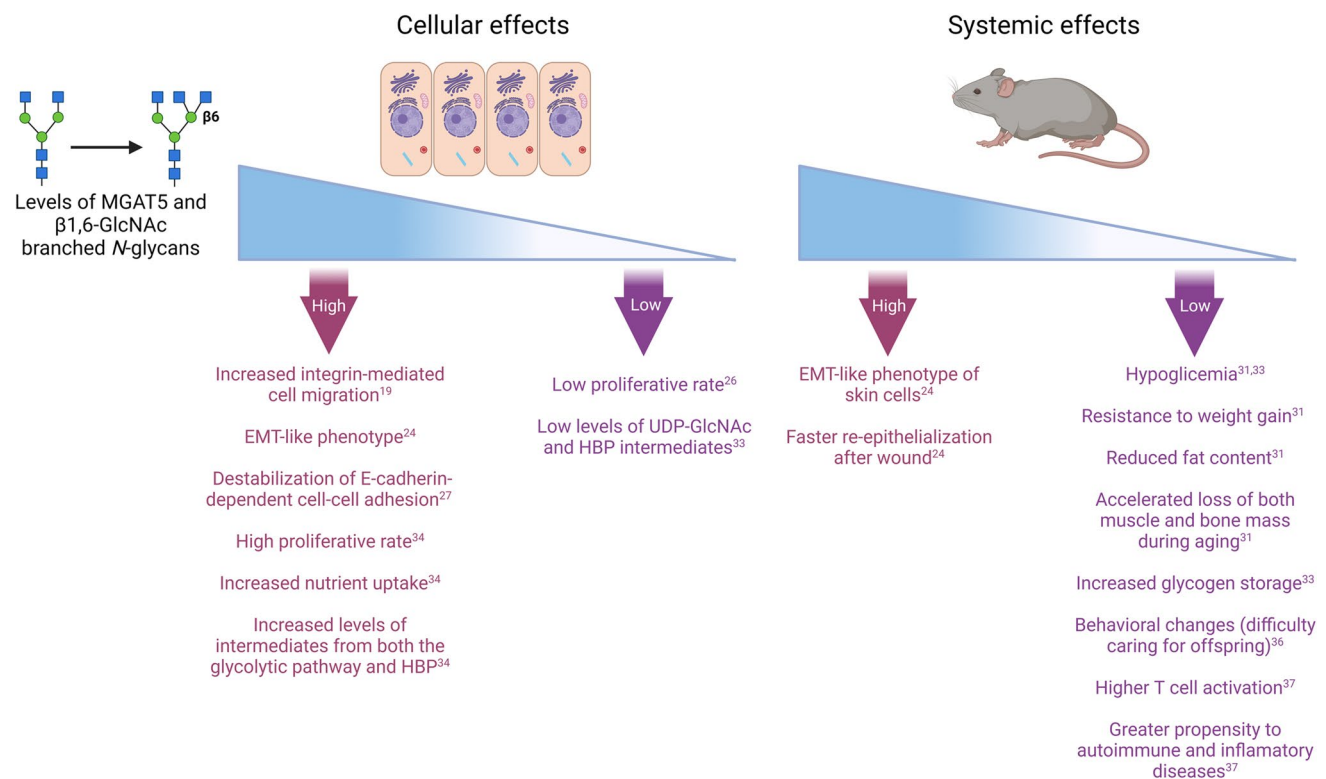 Cellular effects
Systemic effects
β6
Levels of MGAT5 and
β1,6-GlcNAc
branched N-glycans
High
Low
High
Low
Increased integrin-mediated
cell migration19
EMT-like phenotype24
Destabilization of E-cadherin-
dependent cell-cell adhesion27
High proliferative rate34
Increased nutrient uptake34
Increased levels of
intermediates from both the
glycolytic pathway and HBP34
Low proliferative rate26
Low levels of UDP-GlcNAc
and HBP intermediates33
EMT-like phenotype of
skin cells24
Faster re-epithelialization
after wound24
Hypoglicemia31,33
Resistance to weight gain31
Reduced fat content31
Accelerated loss of both
muscle and bone mass
during aging31
Increased glycogen storage33
Behavioral changes (difficulty
caring for offspring)36
Higher T cell activation37
Greater propensity to
autoimmune and inflamatory
diseases37